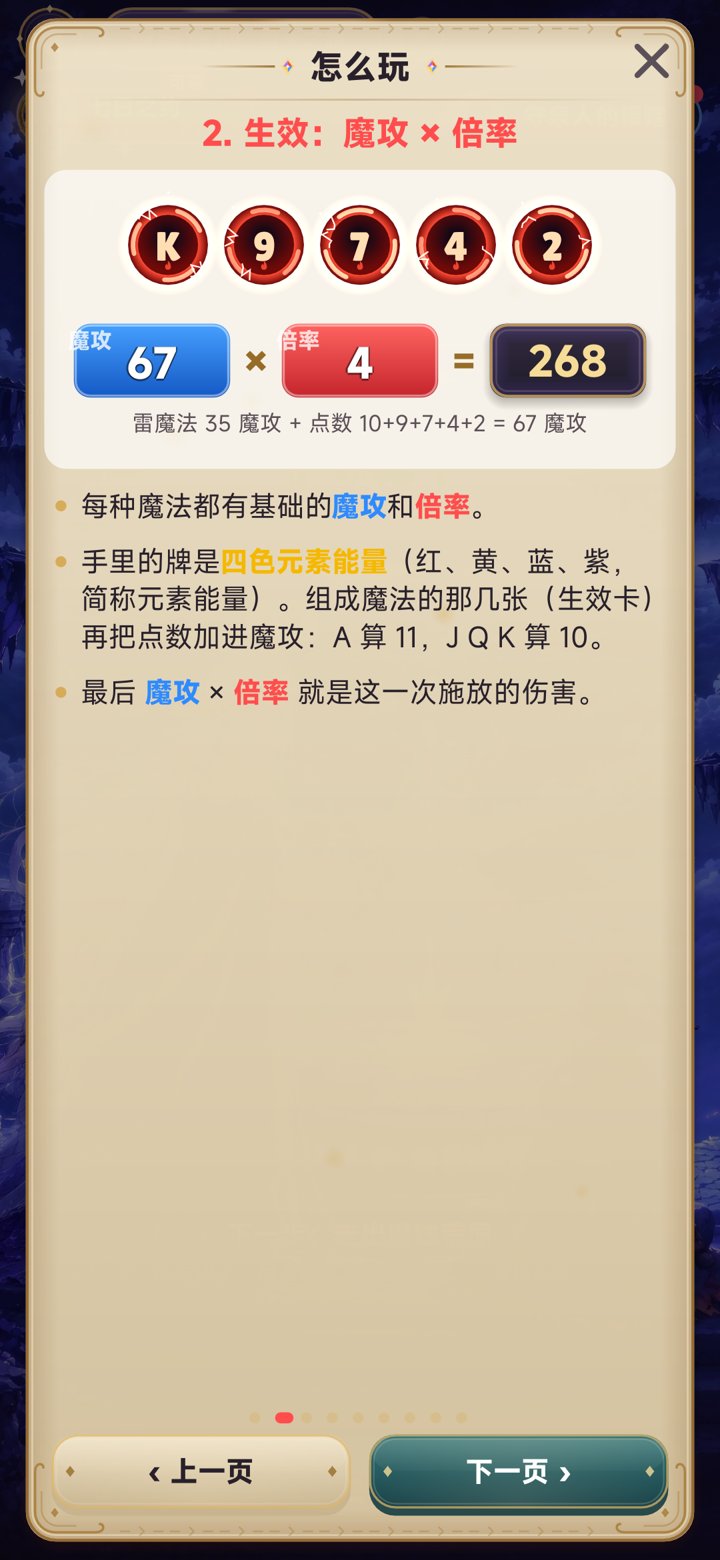 怎么玩
2. 生效：魔攻 × 倍率
K 9 7 4 2
魔攻 67 × 倍率 4 = 268
雷魔法 35 魔攻 + 点数 10+9+7+4+2 = 67 魔攻
每种魔法都有基础的魔攻和倍率。
手里的牌是四色元素能量（红、黄、蓝、紫，
简称元素能量）。组成魔法的那几张（生效卡）
再把点数加进魔攻：A 算 11，J Q K 算 10。
最后 魔攻 × 倍率 就是这一次施放的伤害。
‹ 上一页
下一页 ›